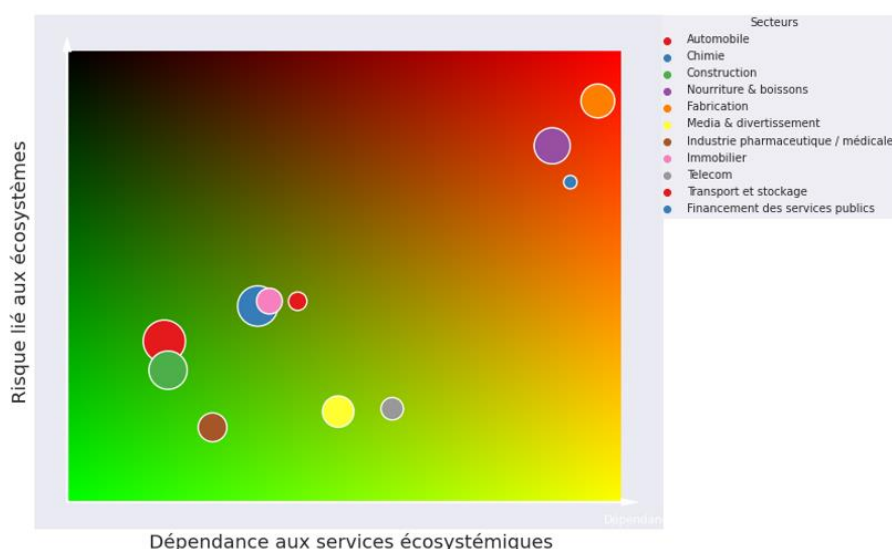 Secteurs
Automobile
Chimie
Construction
Nourriture & boissons
Fabrication
Media & divertissement
Industrie pharmaceutique / médicale
Immobilier
Telecom
Transport et stockage
Financement des services publics
Risque lié aux écosystèmes
Dépendance aux services écosystémiques